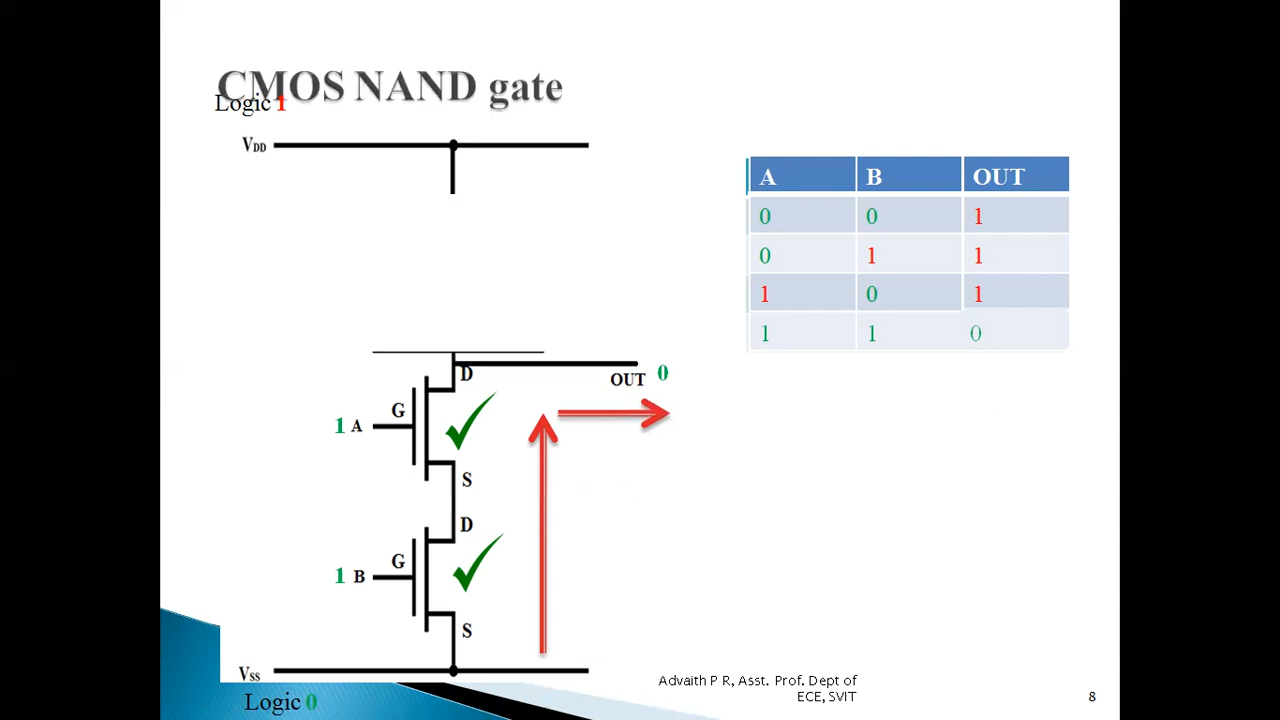 CMOS NAND gate
Logic 1
VDD
A B OUT
0 0 1
0 1 1
1 0 1
1 1 0
D
OUT 0
G
1 A
S
D
G
1 B
S
VSS
Logic 0
Advaith P R, Asst. Prof. Dept of
ECE, SVIT
8